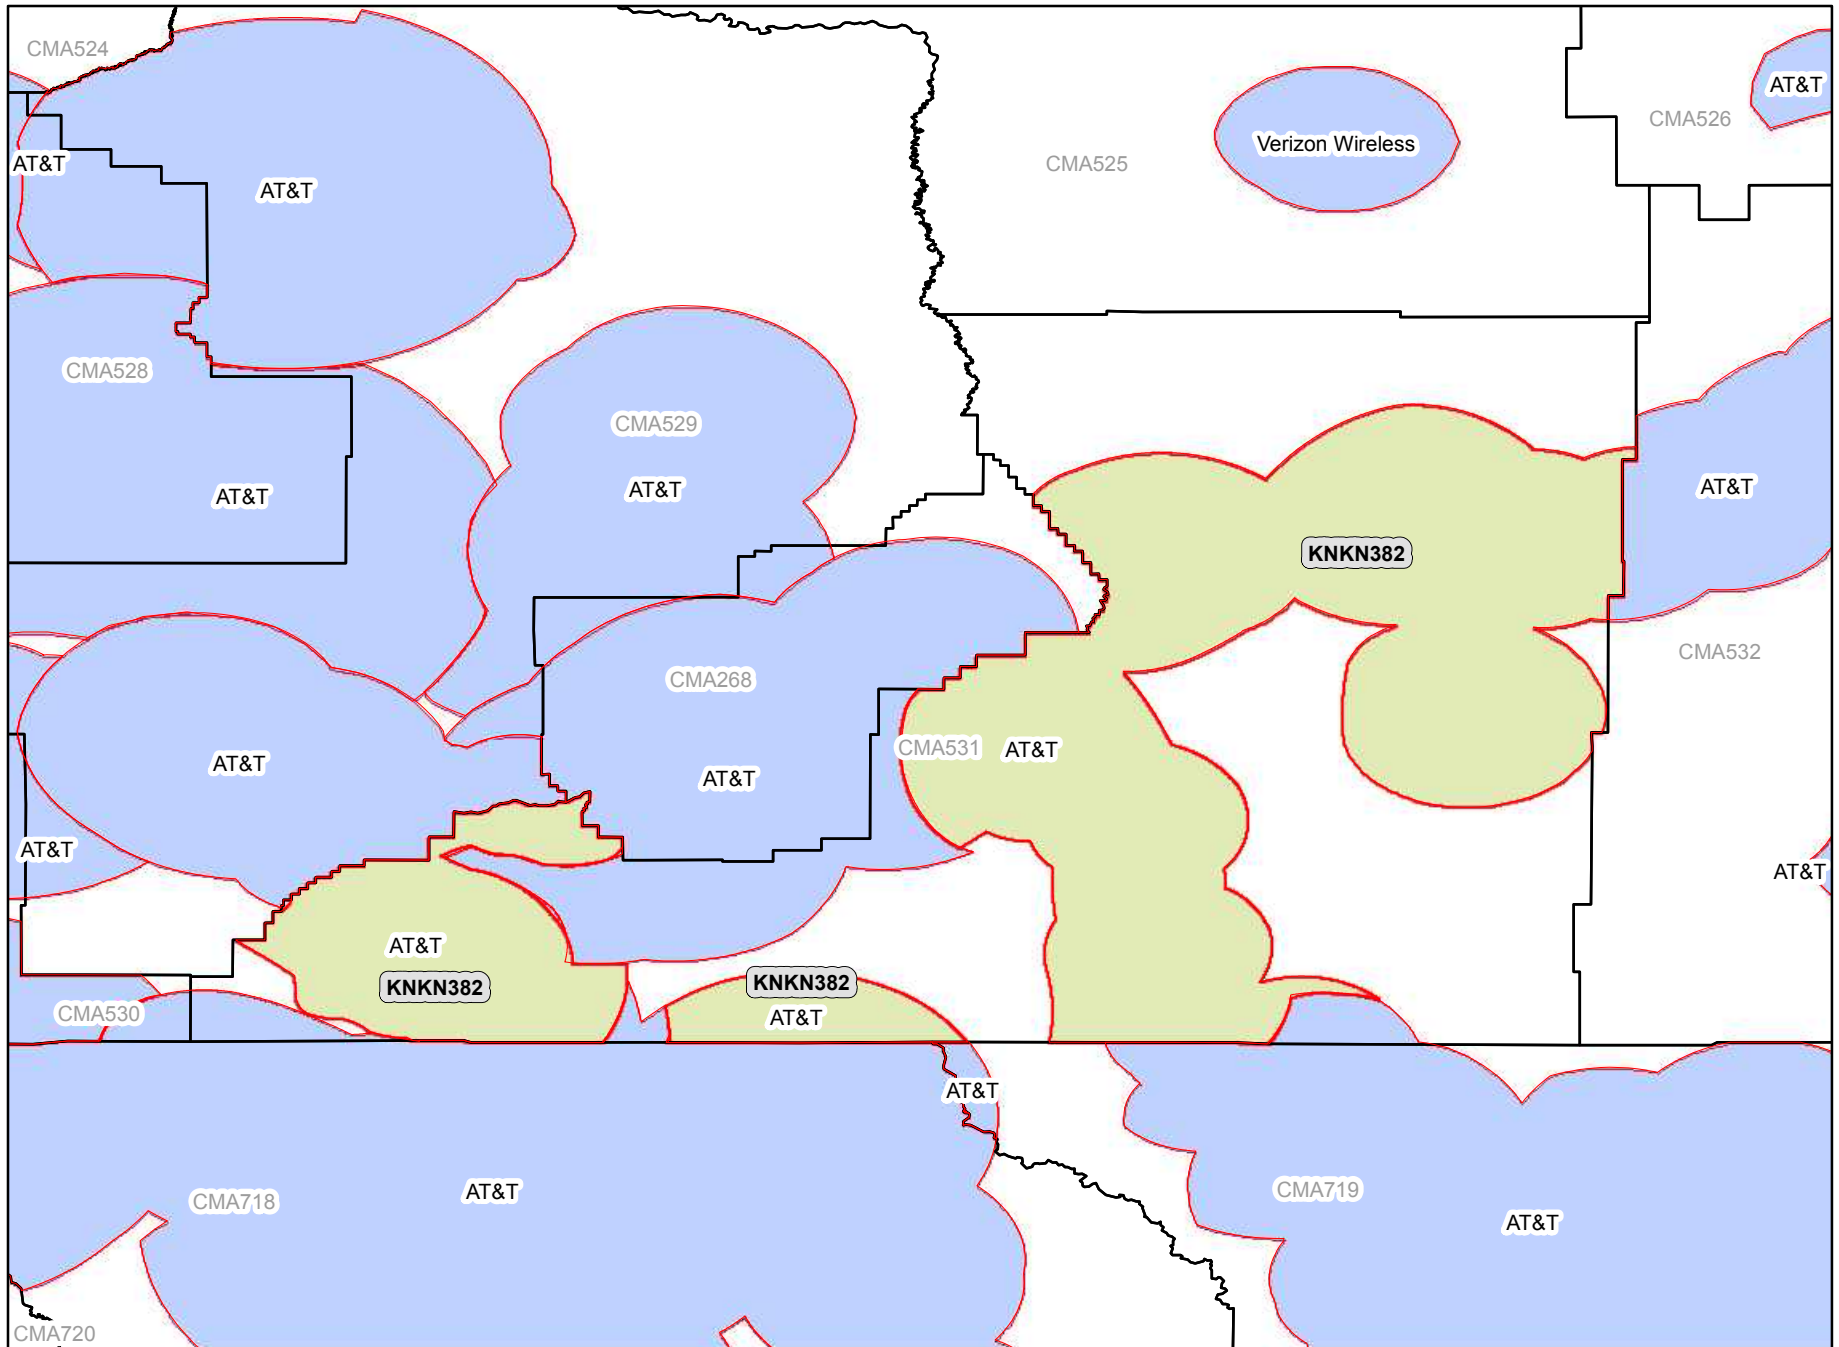 CMA524
AT&T
CMA526
Verizon Wireless
CMA525
AT&T
AT&T
CMA528
CMA529
AT&T
AT&T
AT&T
KNKN382
CMA532
CMA268
CMA531
AT&T
AT&T
AT&T
AT&T
AT&T
AT&T
KNKN382
KNKN382
AT&T
CMA530
AT&T
CMA718
AT&T
CMA719
AT&T
CMA720